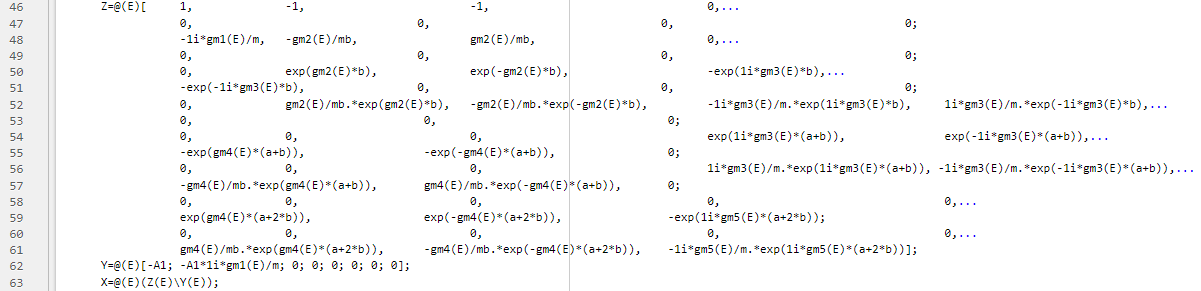 46 Z=@(E)[ 1, -1, -1, 0,...
47 0, 0, 0, 0;
48 -1i*gm1(E)/m, -gm2(E)/mb, gm2(E)/mb, 0,...
49 0, 0, 0, 0;
50 0, exp(gm2(E)*b), exp(-gm2(E)*b), -exp(1i*gm3(E)*b),...
51 -exp(-1i*gm3(E)*b), 0, 0, 0;
52 0, gm2(E)/mb.*exp(gm2(E)*b), -gm2(E)/mb.*exp(-gm2(E)*b), -1i*gm3(E)/m.*exp(1i*gm3(E)*b), 1i*gm3(E)/m.*exp(-1i*gm3(E)*b),...
53 0, 0, 0;
54 0, 0, 0, exp(1i*gm3(E)*(a+b)), exp(-1i*gm3(E)*(a+b)),...
55 -exp(gm4(E)*(a+b)), -exp(-gm4(E)*(a+b)), 0;
56 0, 0, 0, 1i*gm3(E)/m.*exp(1i*gm3(E)*(a+b)), -1i*gm3(E)/m.*exp(-1i*gm3(E)*(a+b)),...
57 -gm4(E)/mb.*exp(gm4(E)*(a+b)), gm4(E)/mb.*exp(-gm4(E)*(a+b)), 0;
58 0, 0, 0, 0, 0,...
59 exp(gm4(E)*(a+2*b)), exp(-gm4(E)*(a+2*b)), -exp(1i*gm5(E)*(a+2*b));
60 0, 0, 0, 0, 0,...
61 gm4(E)/mb.*exp(gm4(E)*(a+2*b)), -gm4(E)/mb.*exp(-gm4(E)*(a+2*b)), -1i*gm5(E)/m.*exp(1i*gm5(E)*(a+2*b))];
62 Y=@(E)[-A1; -A1*1i*gm1(E)/m; 0; 0; 0; 0; 0; 0];
63 X=@(E)(Z(E)\Y(E));